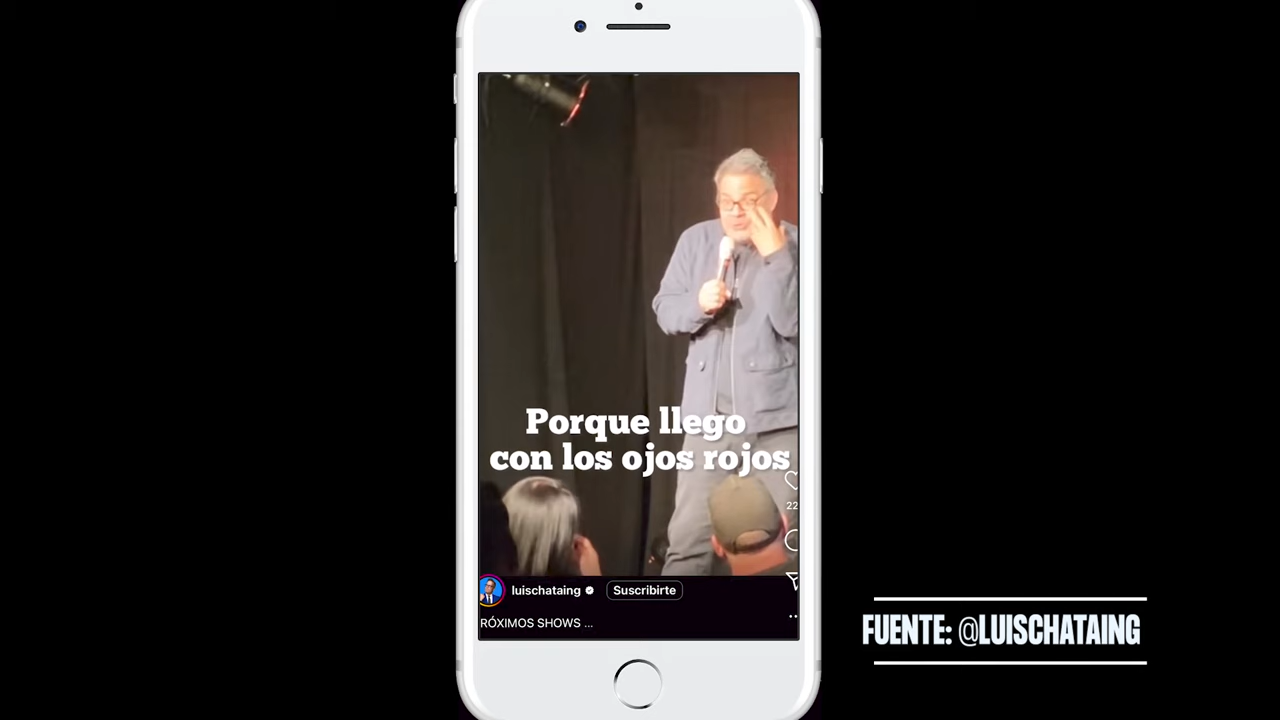 Porque llego
con los ojos rojos
22
luischataing
Suscribirte
RÓXIMOS SHOWS ...
FUENTE: @LUISCHATAING